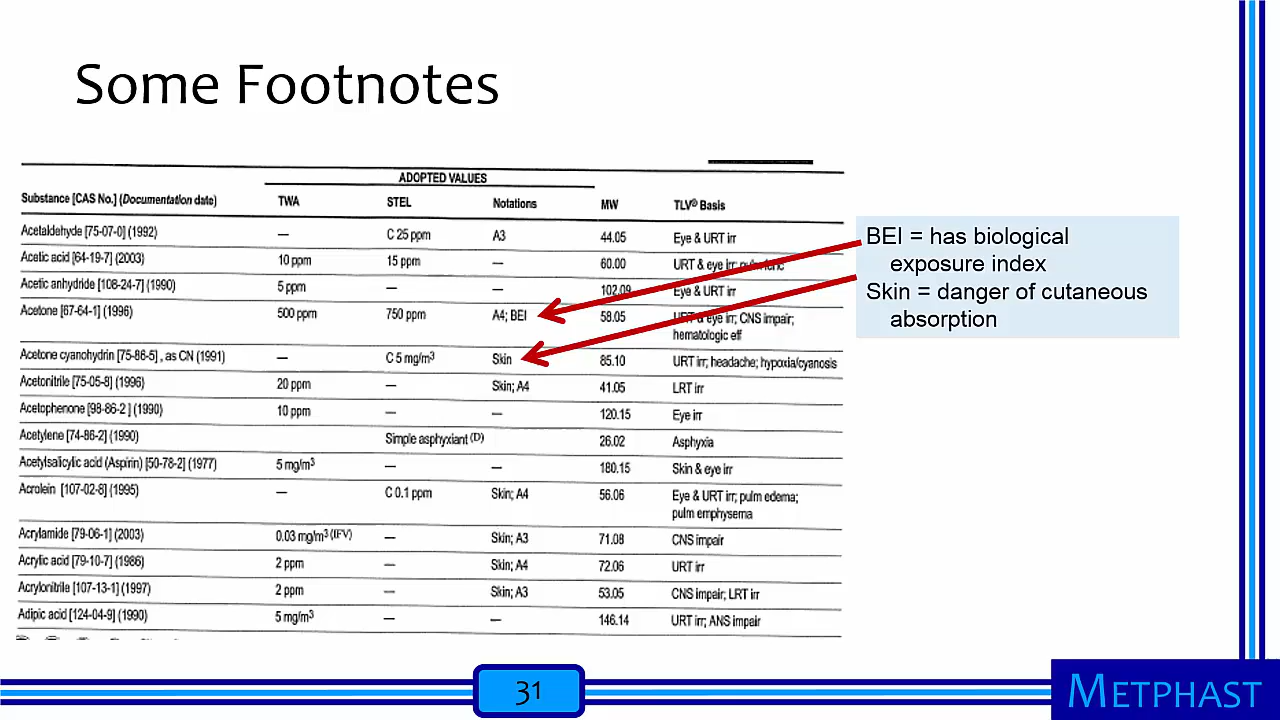 Some Footnotes
ADOPTED VALUES
Substance [CAS No.] (Documentation date) TWA STEL Notations MW TLV® Basis
Acetaldehyde [75-07-0] (1992) — C 25 ppm A3 44.05 Eye & URT irr
Acetic acid [64-19-7] (2003) 10 ppm 15 ppm — 60.00 URT & eye irr;
Acetic anhydride [108-24-7] (1990) 5 ppm — — 102.09 Eye & URT irr
Acetone [67-64-1] (1996) 500 ppm 750 ppm A4; BEI 58.05 URT & eye irr; CNS impair;
hematologic eff
Acetone cyanohydrin [75-86-5] , as CN (1991) — C 5 mg/m³ Skin 85.10 URT irr; headache; hypoxia/cyanosis
Acetonitrile [75-05-8] (1996) 20 ppm — Skin; A4 41.05 LRT irr
Acetophenone [98-86-2 ] (1990) 10 ppm — — 120.15 Eye irr
Acetylene [74-86-2] (1990) Simple asphyxiant (D) 26.02 Asphyxia
Acetylsalicylic acid (Aspirin) [50-78-2] (1977) 5 mg/m³ — — 180.15 Skin & eye irr
Acrolein [107-02-8] (1995) — C 0.1 ppm Skin; A4 56.06 Eye & URT irr; pulm edema;
pulm emphysema
Acrylamide [79-06-1] (2003) 0.03 mg/m³ (IFV) — Skin; A3 71.08 CNS impair
Acrylic acid [79-10-7] (1986) 2 ppm — Skin; A4 72.06 URT irr
Acrylonitrile [107-13-1] (1997) 2 ppm — Skin; A3 53.05 CNS impair; LRT irr
Adipic acid [124-04-9] (1990) 5 mg/m³ — — 146.14 URT irr; ANS impair
BEI = has biological
exposure index
Skin = danger of cutaneous
absorption
31
METPHAST